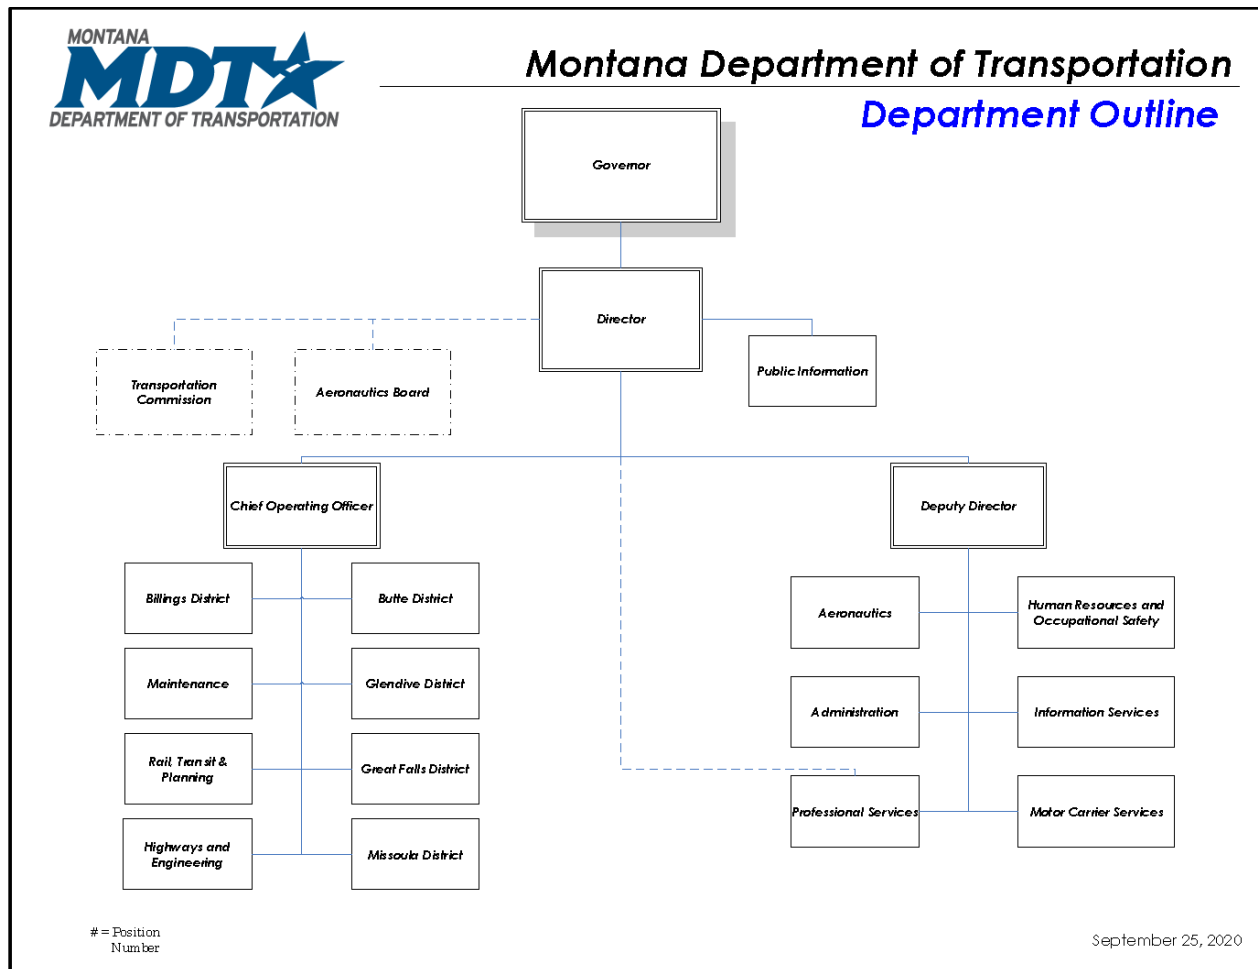 MONTANA
MDT
DEPARTMENT OF TRANSPORTATION
Montana Department of Transportation
Department Outline
Governor
Director
Transportation
Commission
Aeronautics Board
Public Information
Chief Operating Officer
Deputy Director
Billings District
Butte District
Maintenance
Glendive District
Rail, Transit &
Planning
Great Falls District
Highways and
Engineering
Missoula District
Aeronautics
Human Resources and
Occupational Safety
Administration
Information Services
Professional Services
Motor Carrier Services
# = Position
Number
September 25, 2020